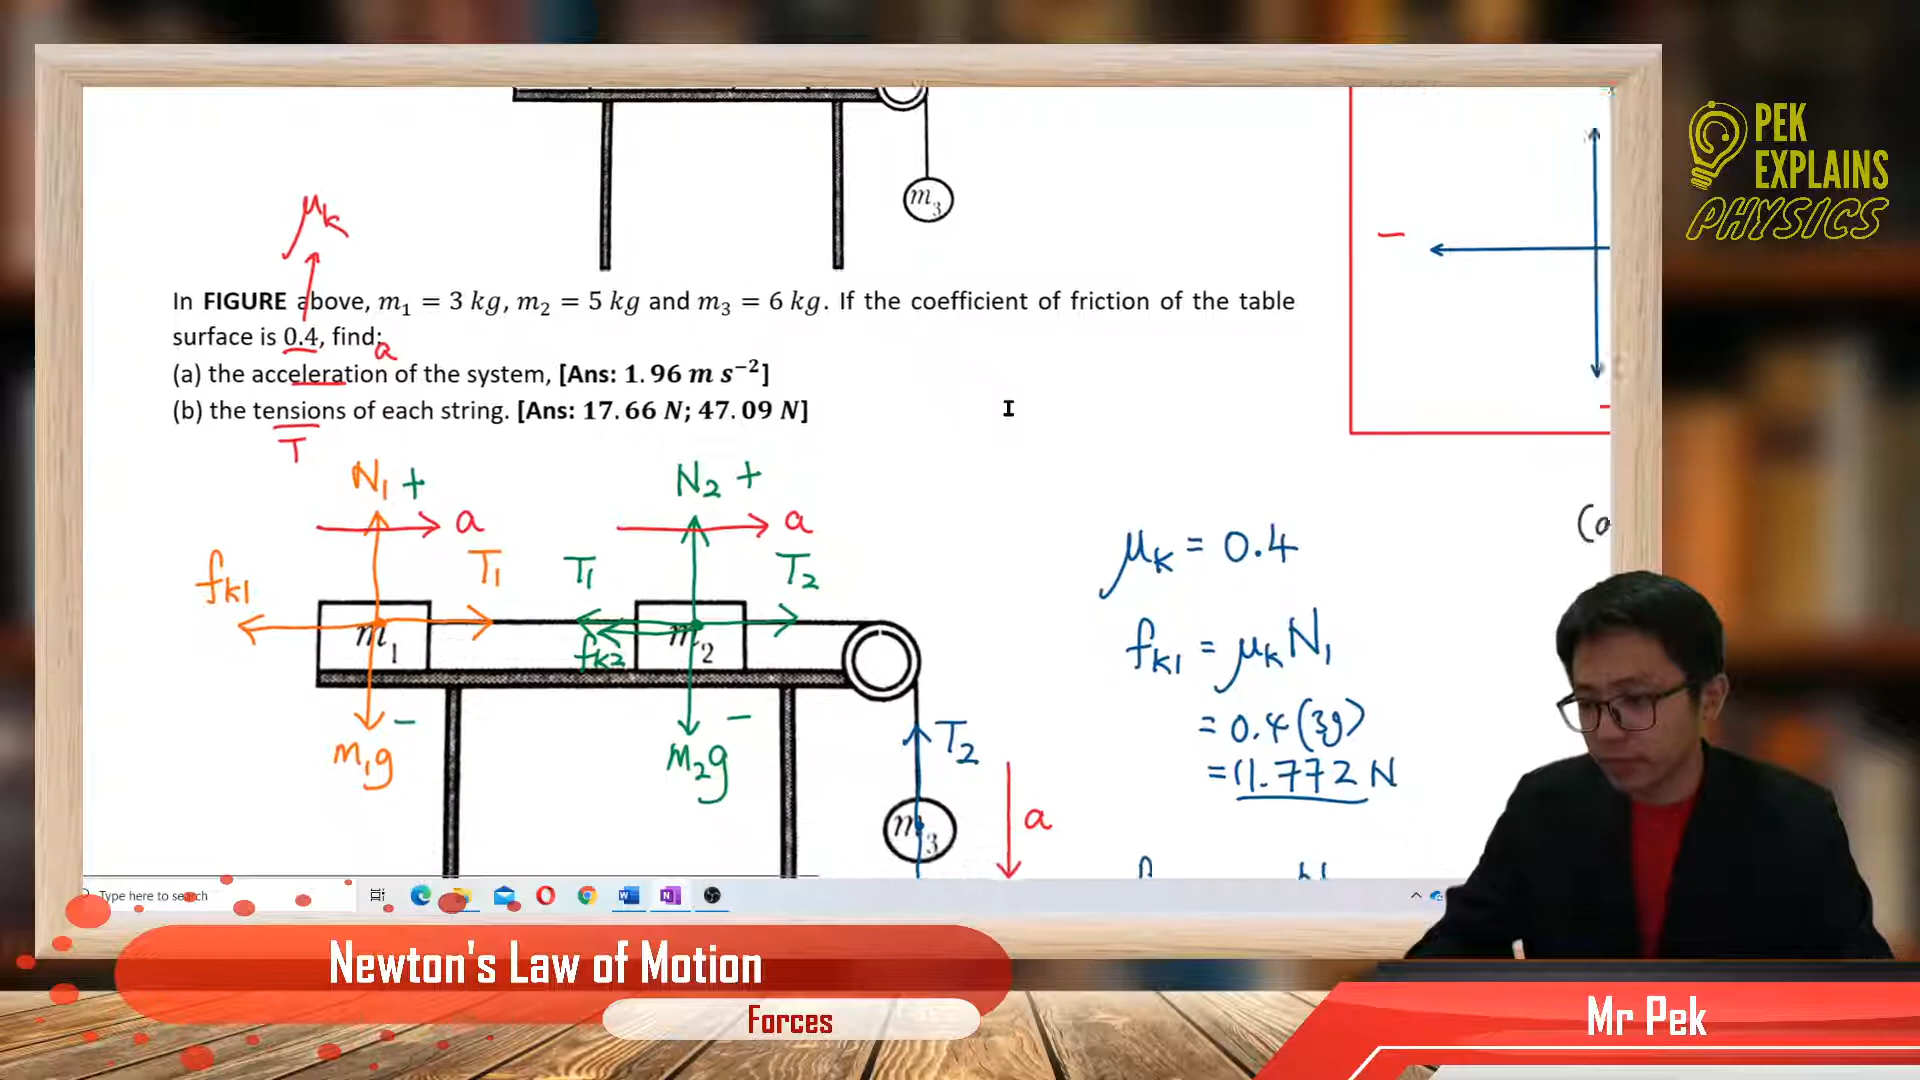 PEK
EXPLAINS
PHYSICS
m3
μk
−
In FIGURE above, m1 = 3 kg, m2 = 5 kg and m3 = 6 kg. If the coefficient of friction of the table
surface is 0.4, find;
a
(a) the acceleration of the system, [Ans: 1.96 m s−2]
(b) the tensions of each string. [Ans: 17.66 N; 47.09 N]
T
N1 +
N2 +
a
a
fk1
T1
T1
T2
m1
fk2
m2
−
−
m1g
m2g
T2
m3
a
μk = 0.4
fk1 = μk N1
= 0.4 (3g)
= 11.772 N
(a
Type here to search
Newton's Law of Motion
Forces
Mr Pek